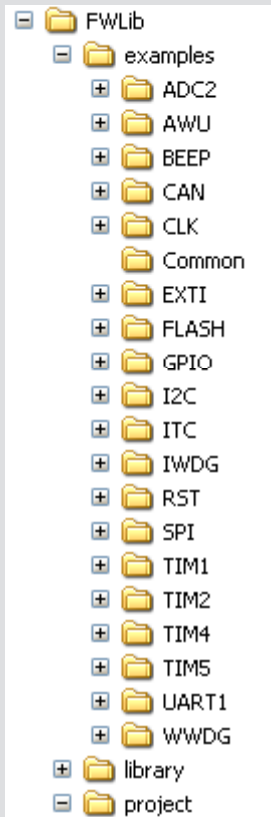 FWLib
examples
ADC2
AWU
BEEP
CAN
CLK
Common
EXTI
FLASH
GPIO
I2C
ITC
IWDG
RST
SPI
TIM1
TIM2
TIM4
TIM5
UART1
WWDG
library
project